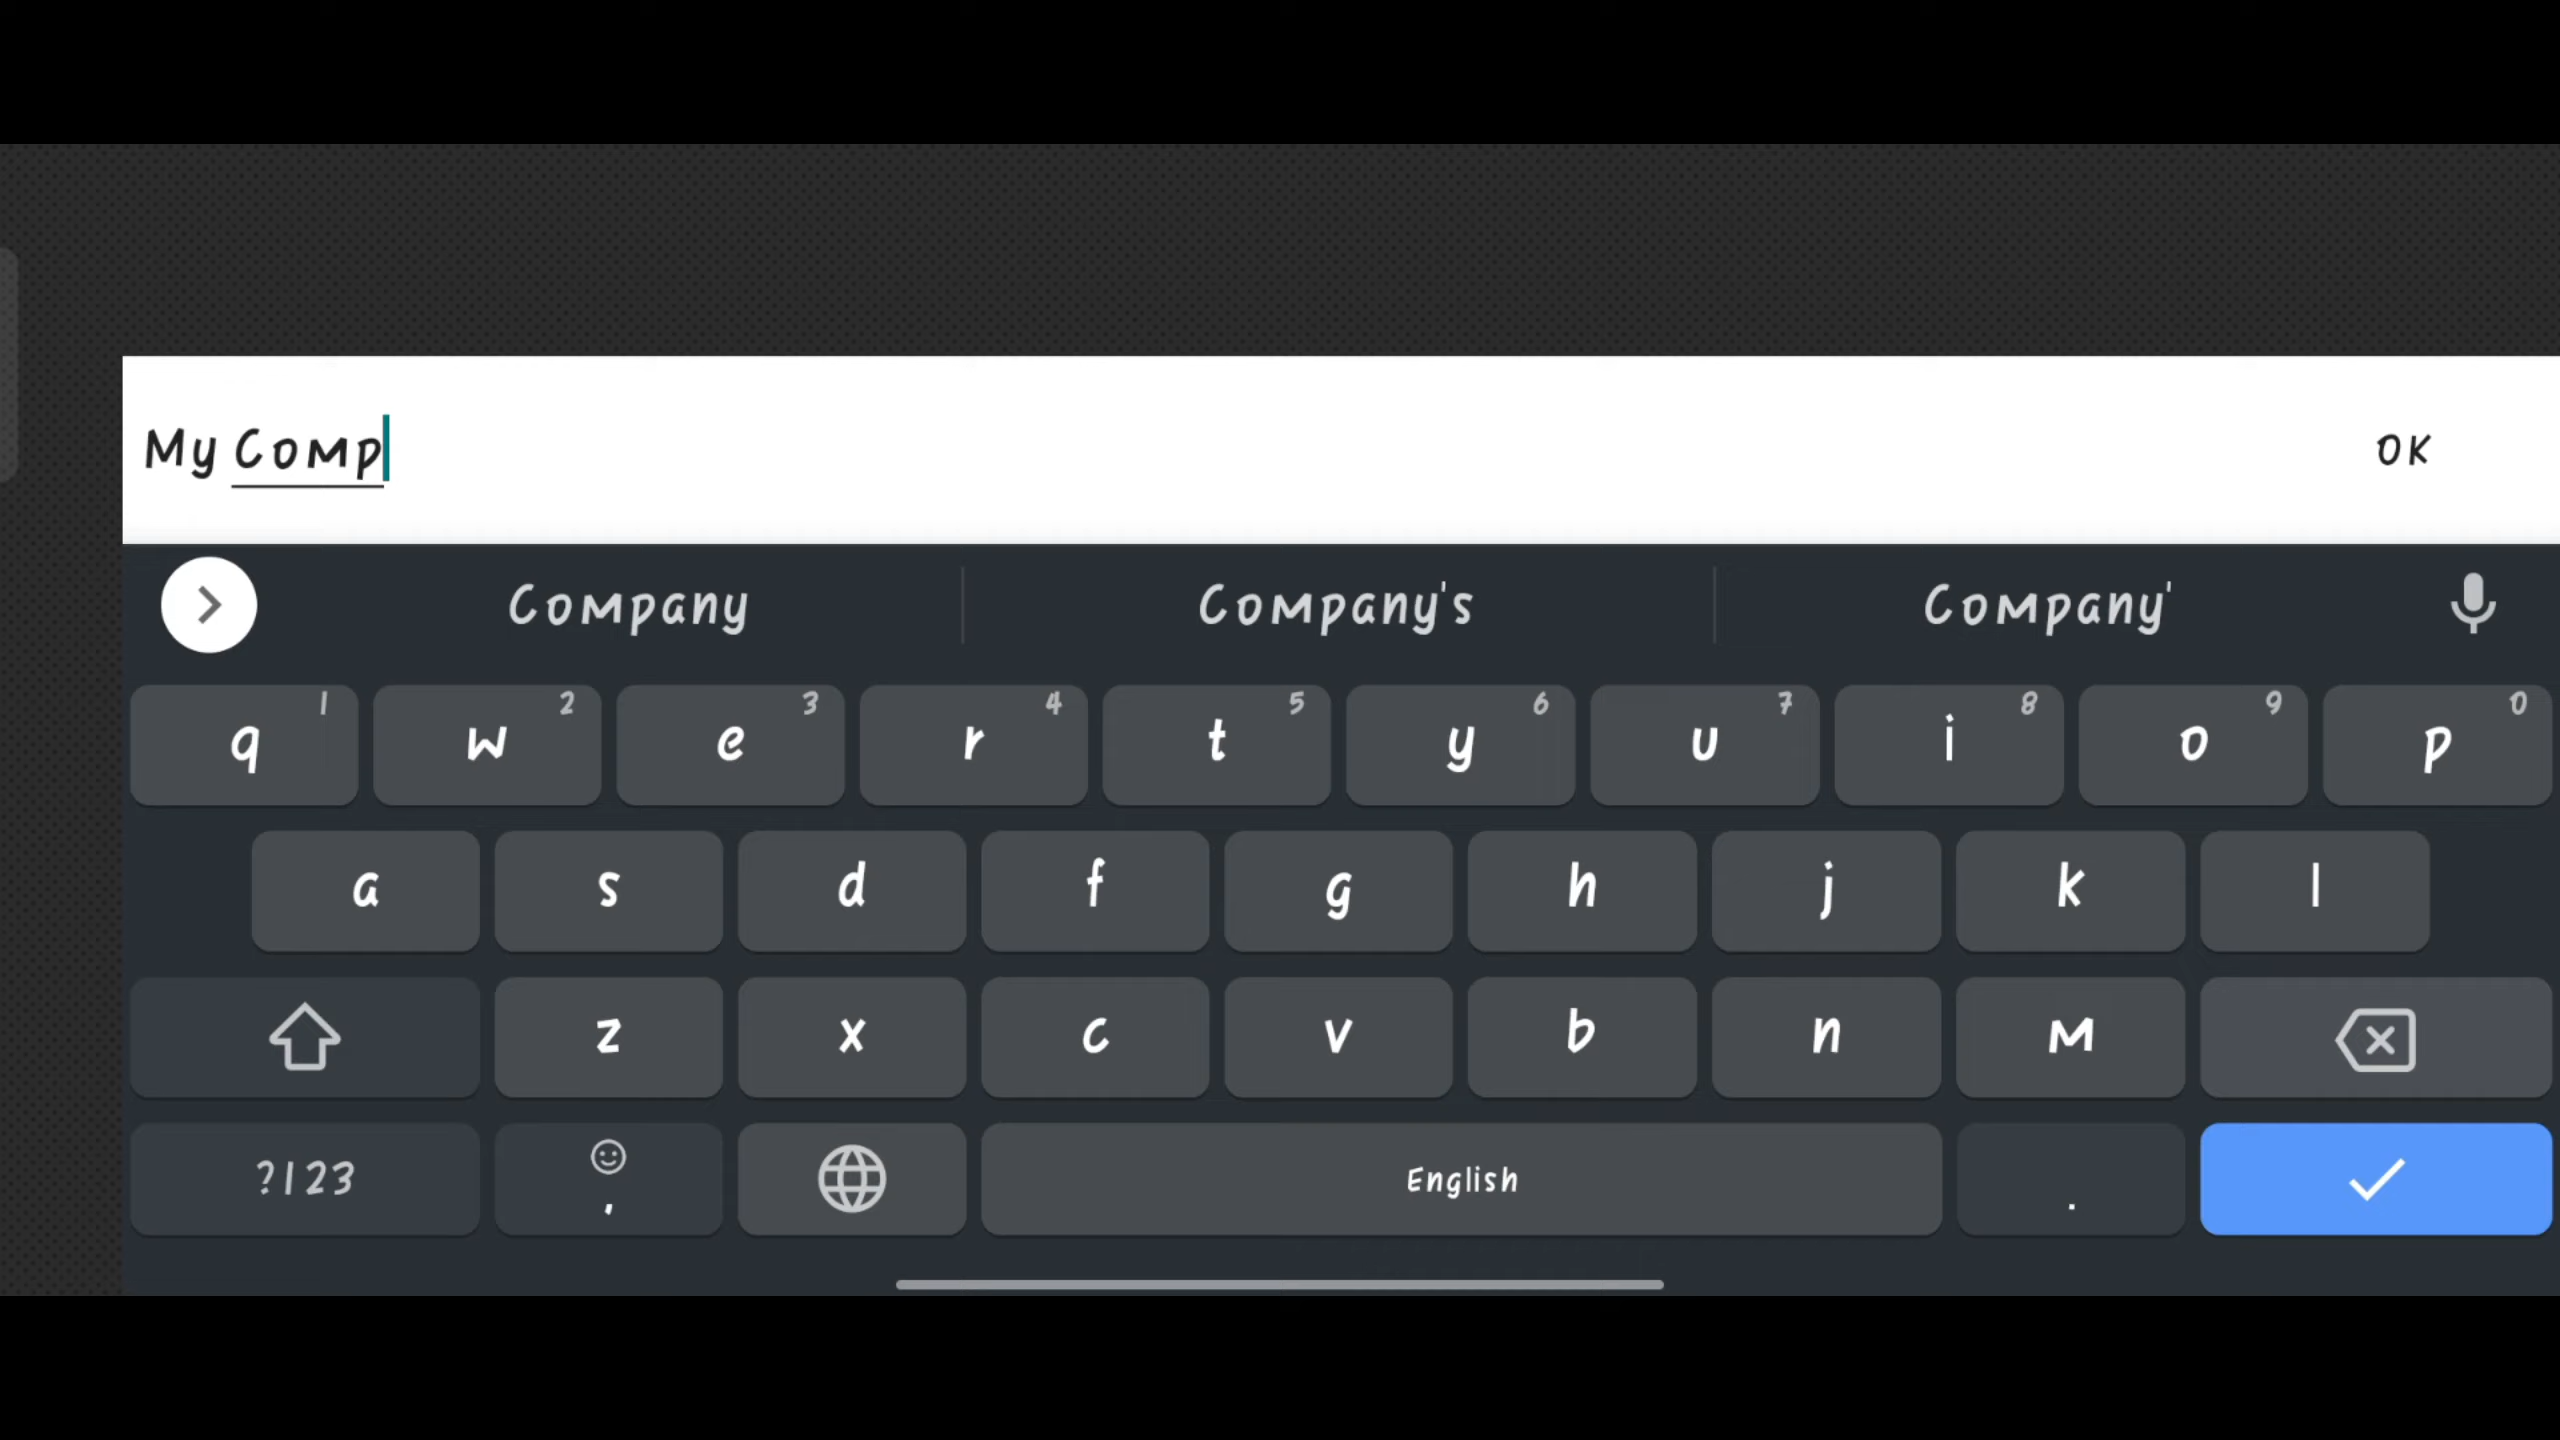 My Comp
OK
Company Company's Company'
q 1 w 2 e 3 r 4 t 5 y 6 u 7 i 8 o 9 p 0
a s d f g h j k l
z x c v b n m
?123 , English .